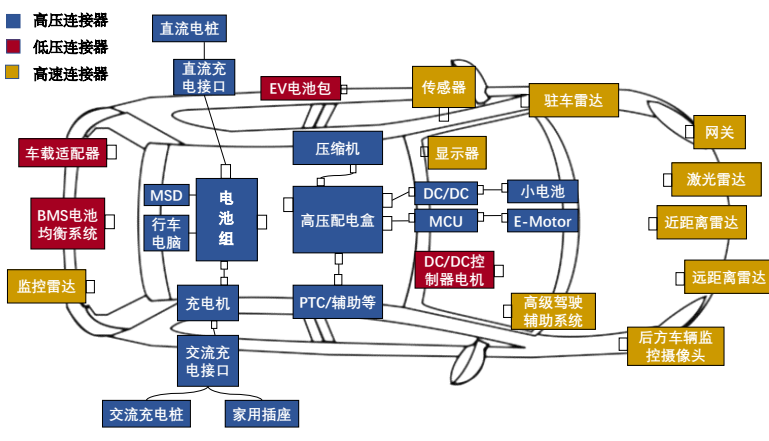 高压连接器
低压连接器
高速连接器
直流电桩
直流充
电接口
EV电池包
传感器
驻车雷达
网关
车载适配器
压缩机
显示器
激光雷达
MSD
电
池
组
DC/DC
小电池
BMS电池
均衡系统
行车
电脑
高压配电盒
MCU
E-Motor
近距离雷达
DC/DC控
制器电机
监控雷达
远距离雷达
充电机
PTC/辅助等
高级驾驶
辅助系统
交流充
电接口
后方车辆监
控摄像头
交流充电桩
家用插座